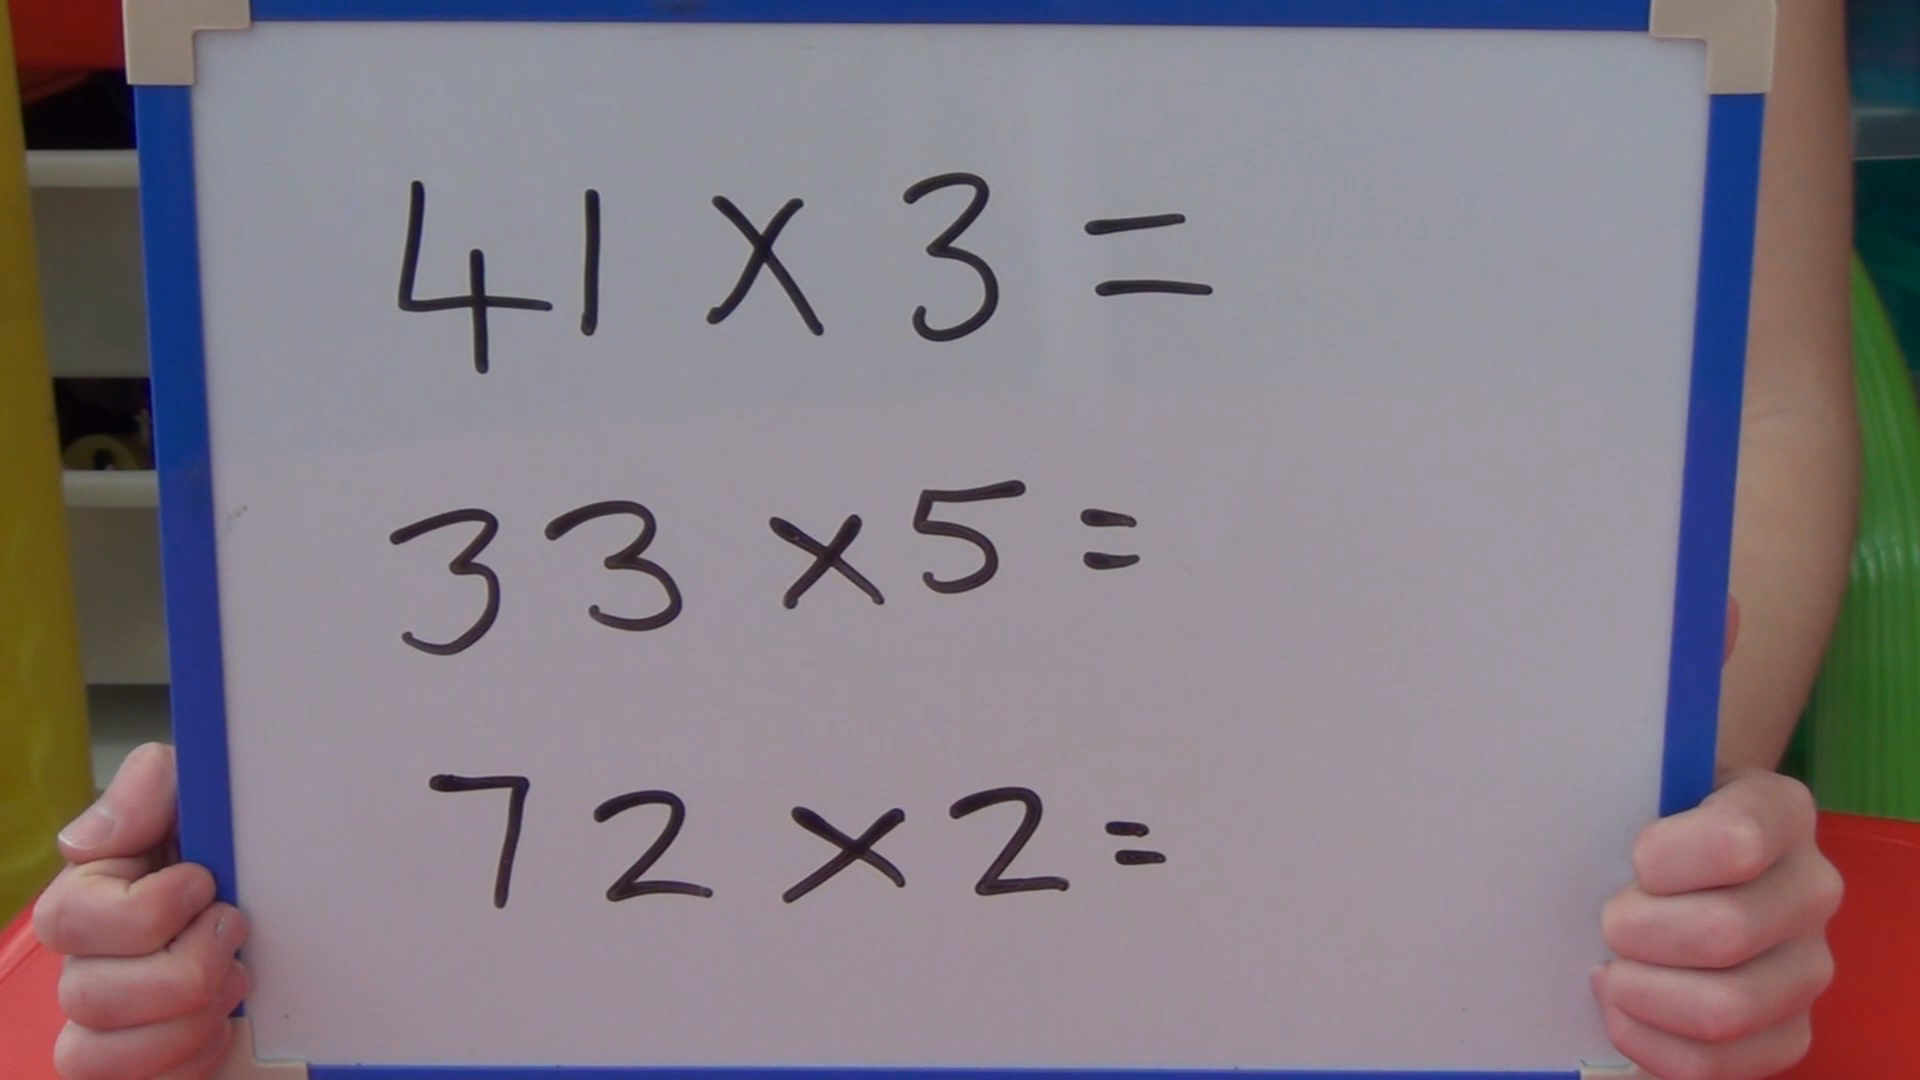 41 x 3 =
33 x 5 =
72 x 2 =